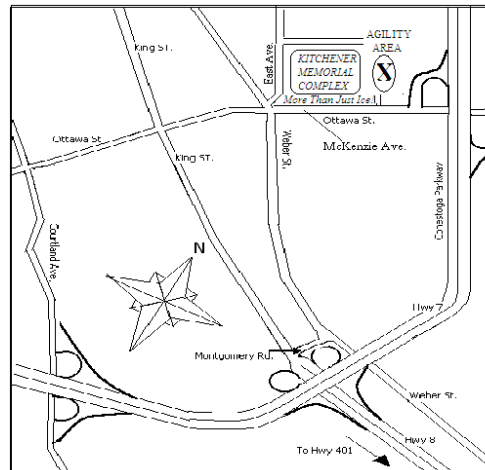 AGILITY
AREA
King ST.
East Ave.
KITCHENER
MEMORIAL
COMPLEX
X
More Than Just Ice!
Ottawa St.
Ottawa St
King ST.
Weber St.
McKenzie Ave.
Conestoga Parkway
Courtland Ave.
N
Hwy 7
Montgomery Rd.
Weber St.
Hwy 8
To Hwy 401